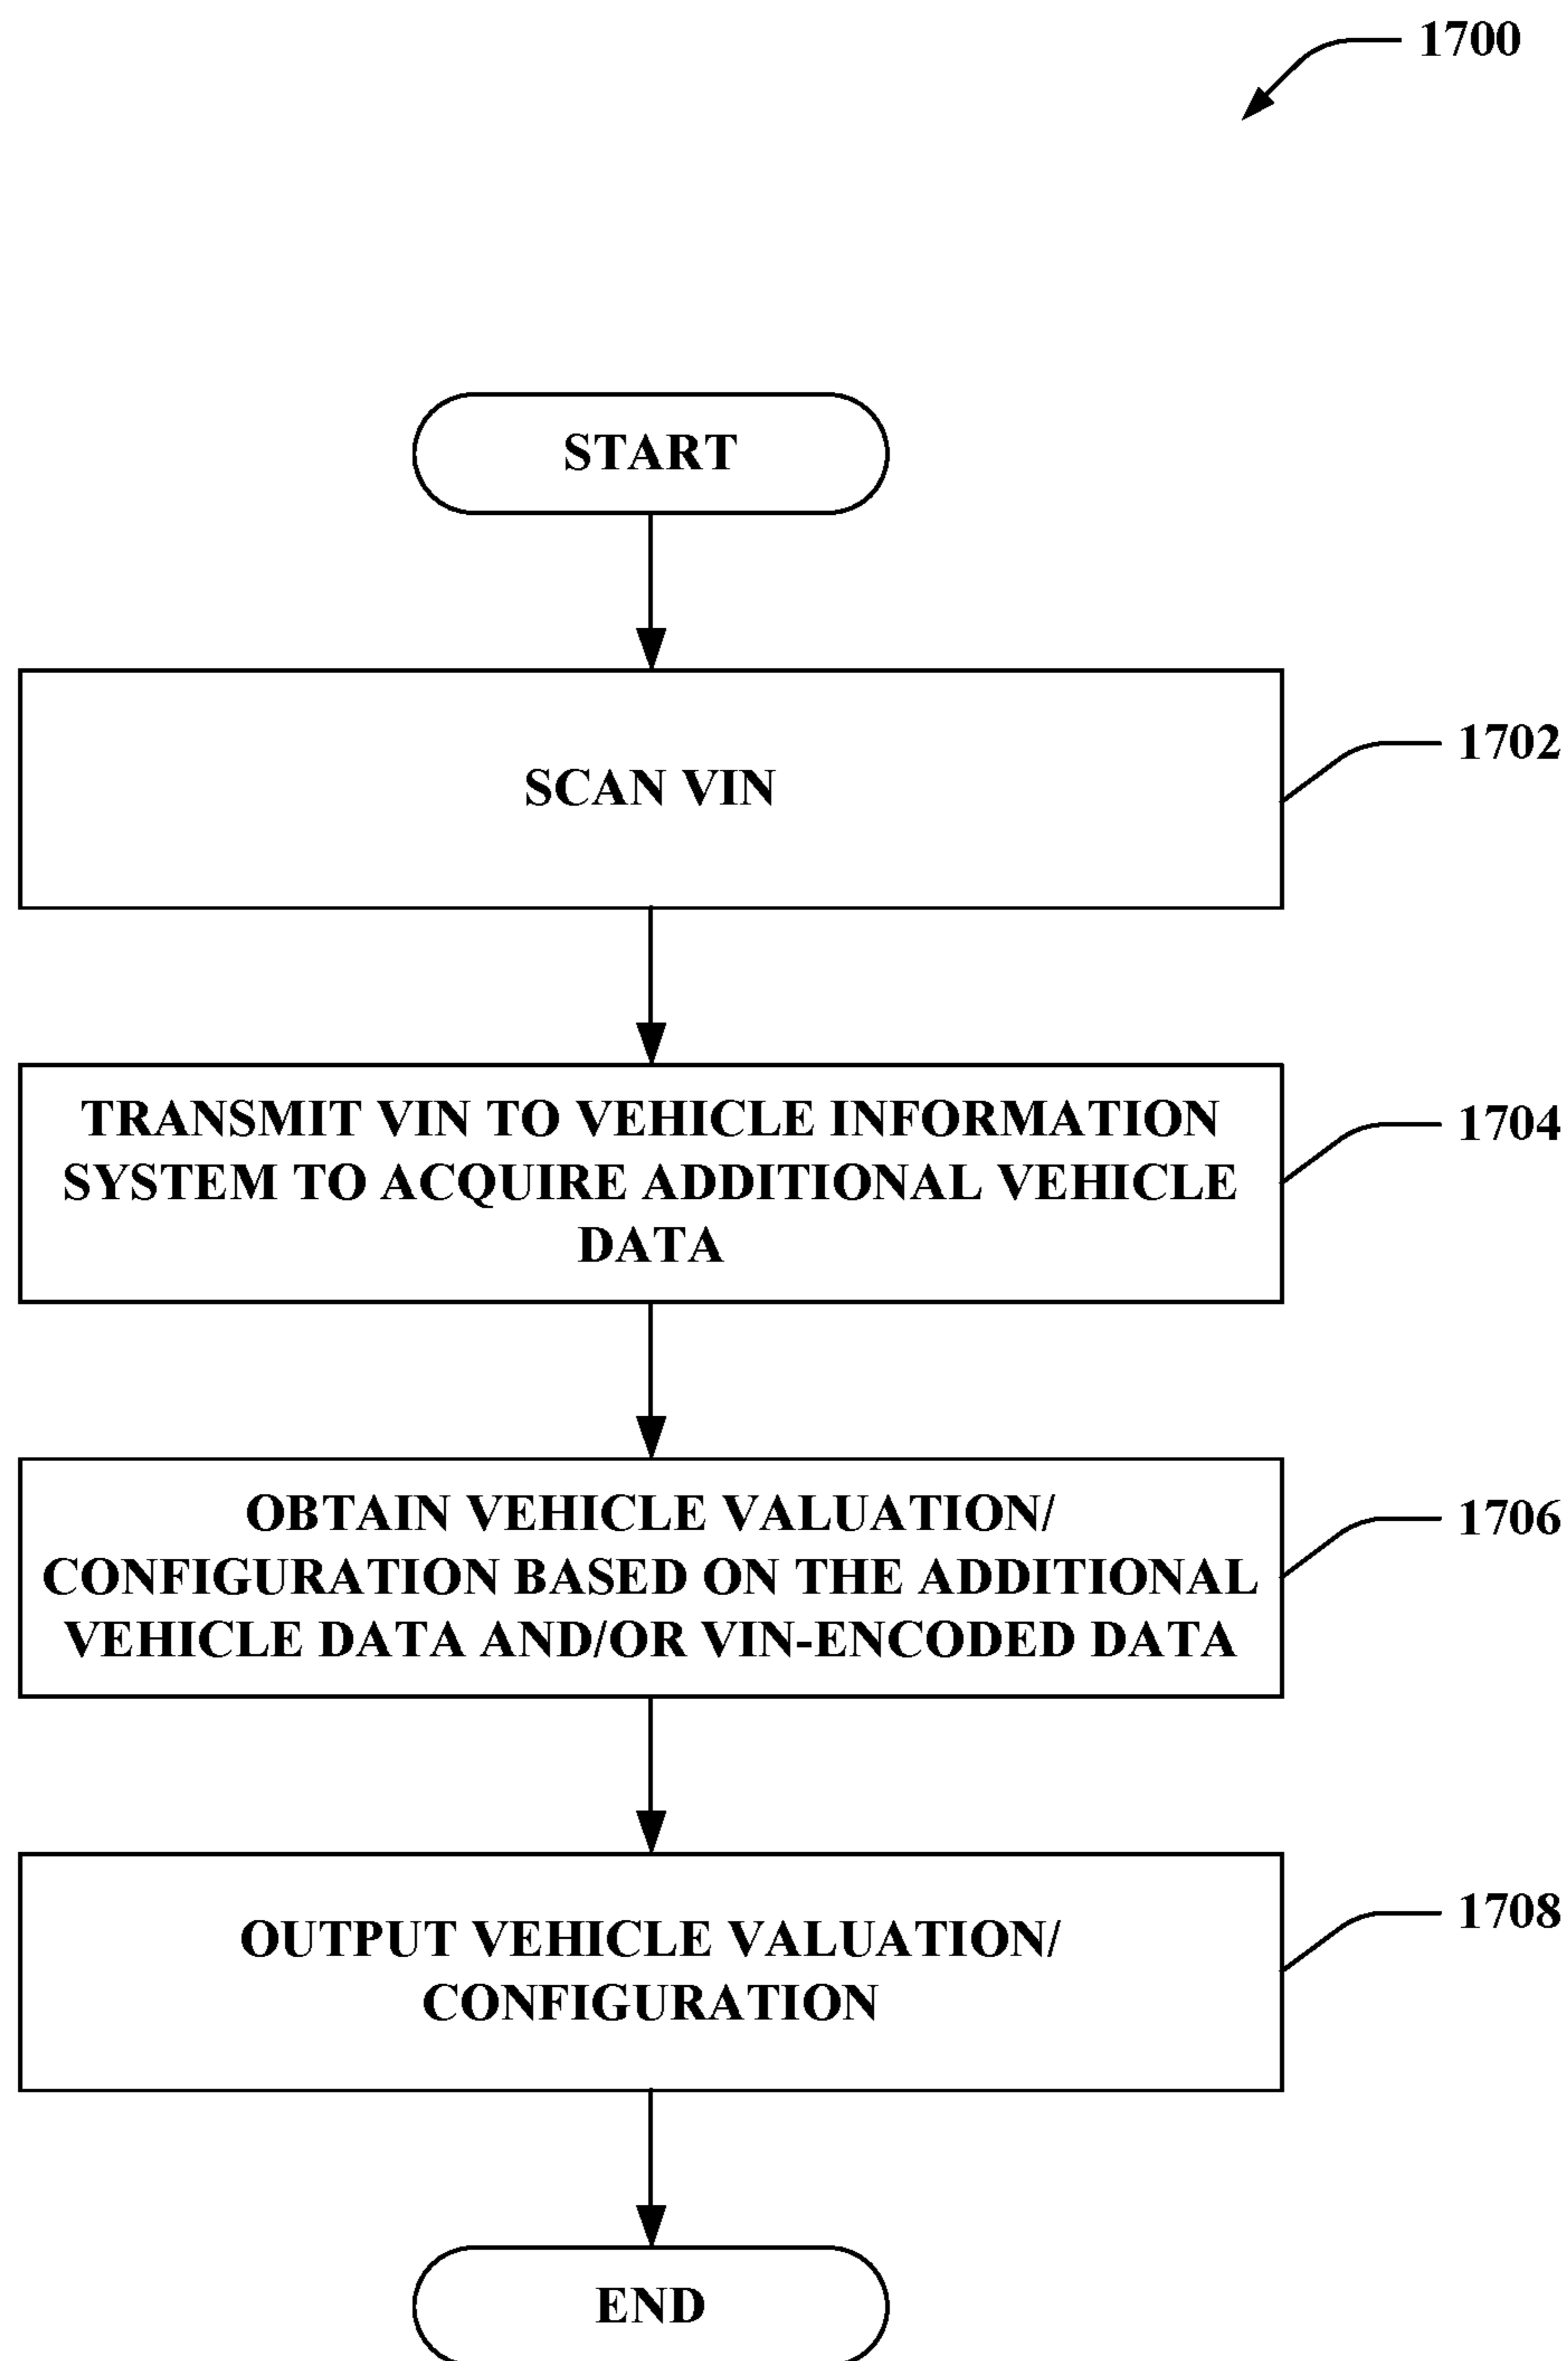 1700
START
SCAN VIN
1702
TRANSMIT VIN TO VEHICLE INFORMATION
SYSTEM TO ACQUIRE ADDITIONAL VEHICLE
DATA
1704
OBTAIN VEHICLE VALUATION/
CONFIGURATION BASED ON THE ADDITIONAL
VEHICLE DATA AND/OR VIN-ENCODED DATA
1706
OUTPUT VEHICLE VALUATION/
CONFIGURATION
1708
END